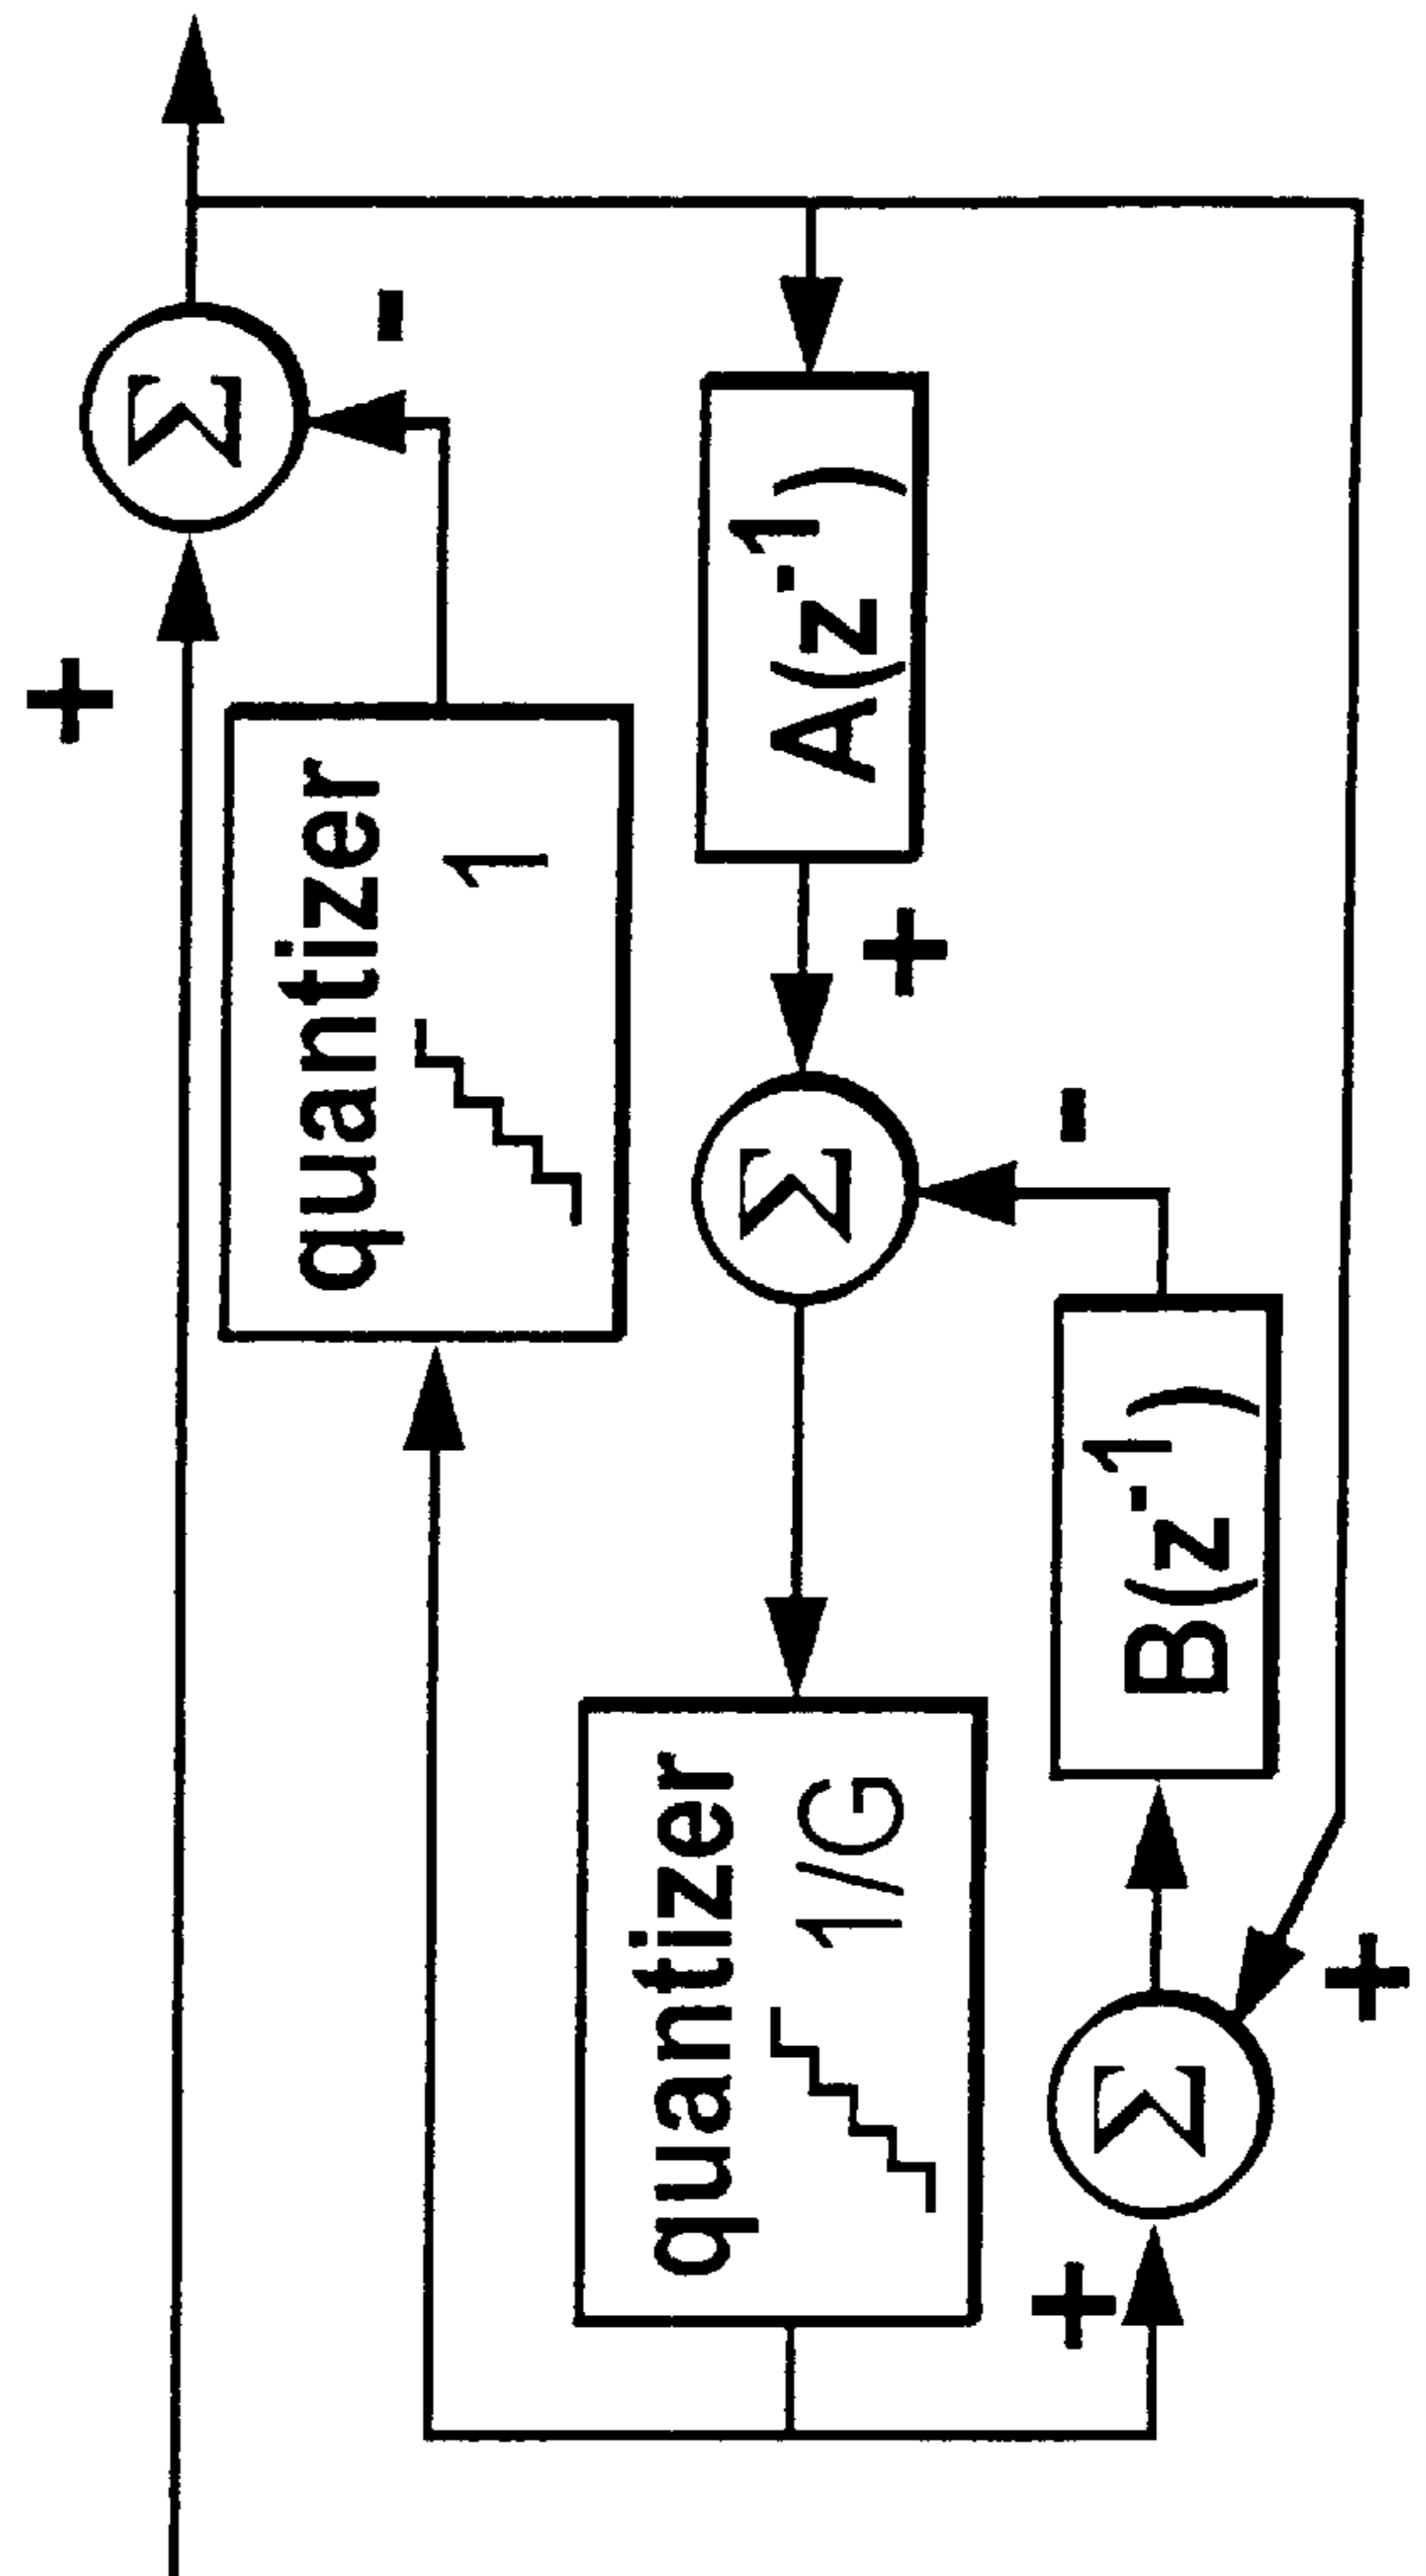 +
Σ
-
quantizer
1
A(z⁻¹)
+
Σ
-
quantizer
1/G
B(z⁻¹)
+
Σ
+